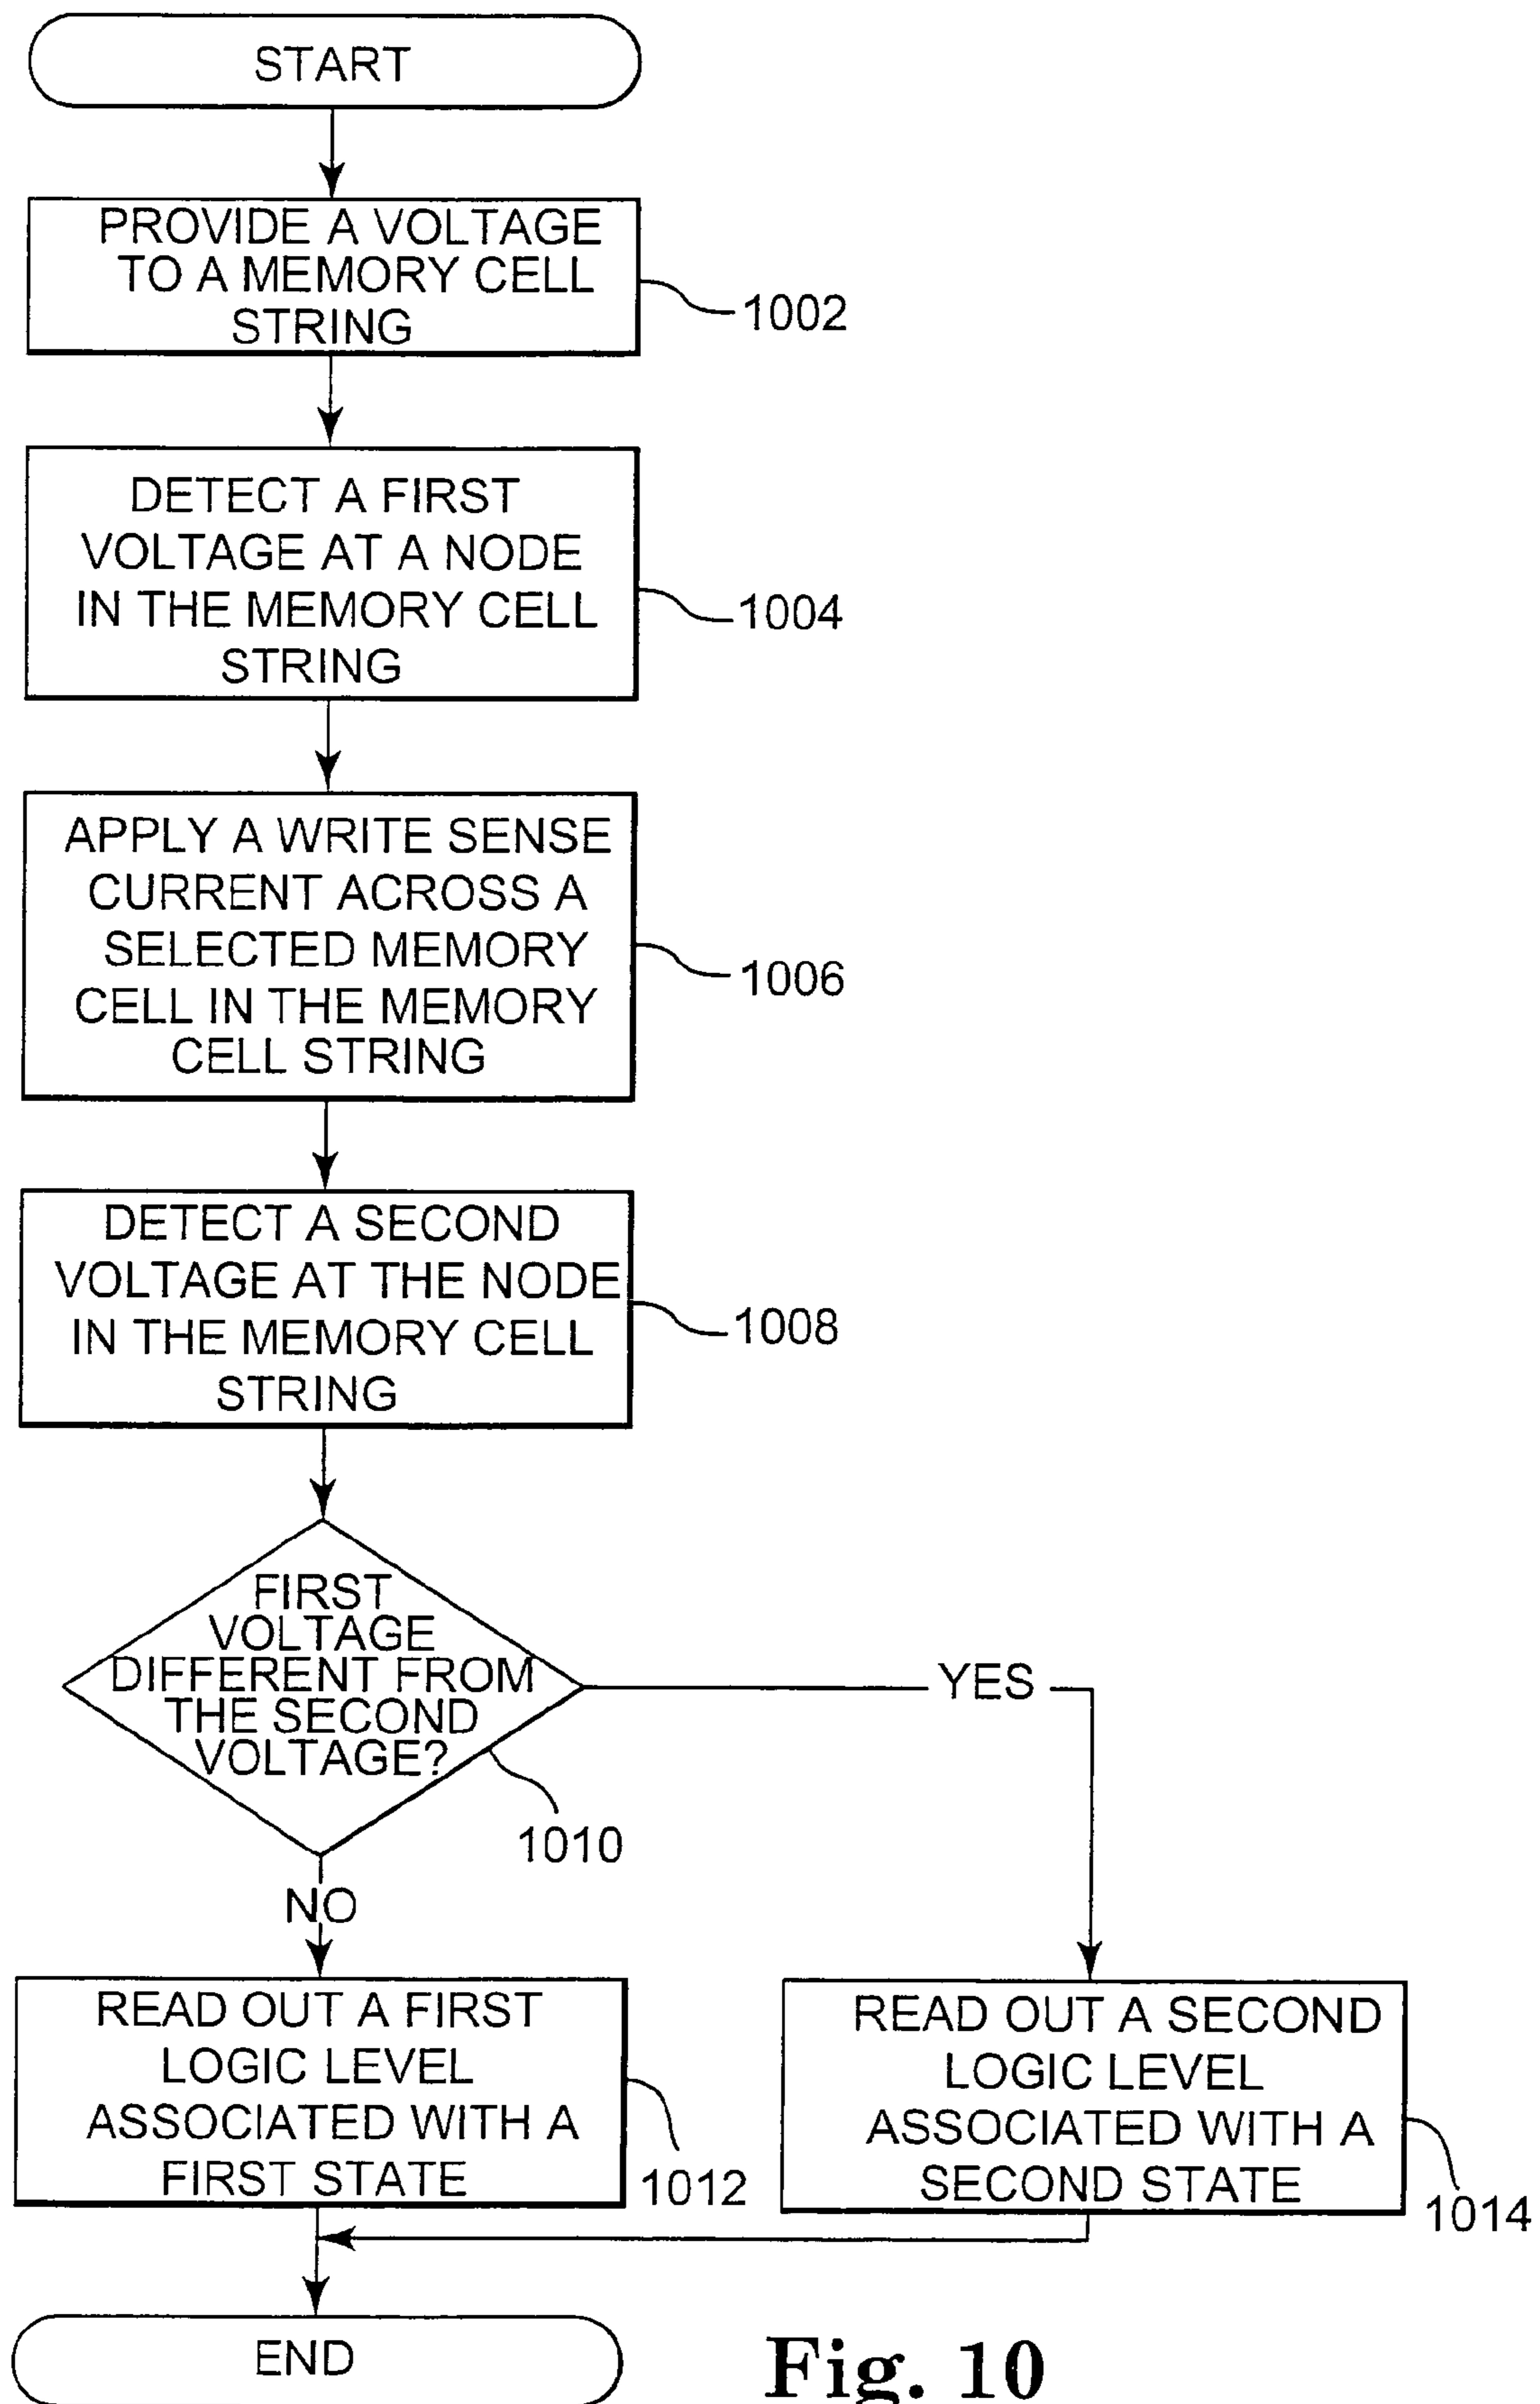 START
PROVIDE A VOLTAGE
TO A MEMORY CELL
STRING
1002
DETECT A FIRST
VOLTAGE AT A NODE
IN THE MEMORY CELL
STRING
1004
APPLY A WRITE SENSE
CURRENT ACROSS A
SELECTED MEMORY
CELL IN THE MEMORY
CELL STRING
1006
DETECT A SECOND
VOLTAGE AT THE NODE
IN THE MEMORY CELL
STRING
1008
FIRST
VOLTAGE
DIFFERENT FROM
THE SECOND
VOLTAGE?
1010
YES
NO
READ OUT A FIRST
LOGIC LEVEL
ASSOCIATED WITH A
FIRST STATE
1012
READ OUT A SECOND
LOGIC LEVEL
ASSOCIATED WITH A
SECOND STATE
1014
END
Fig. 10